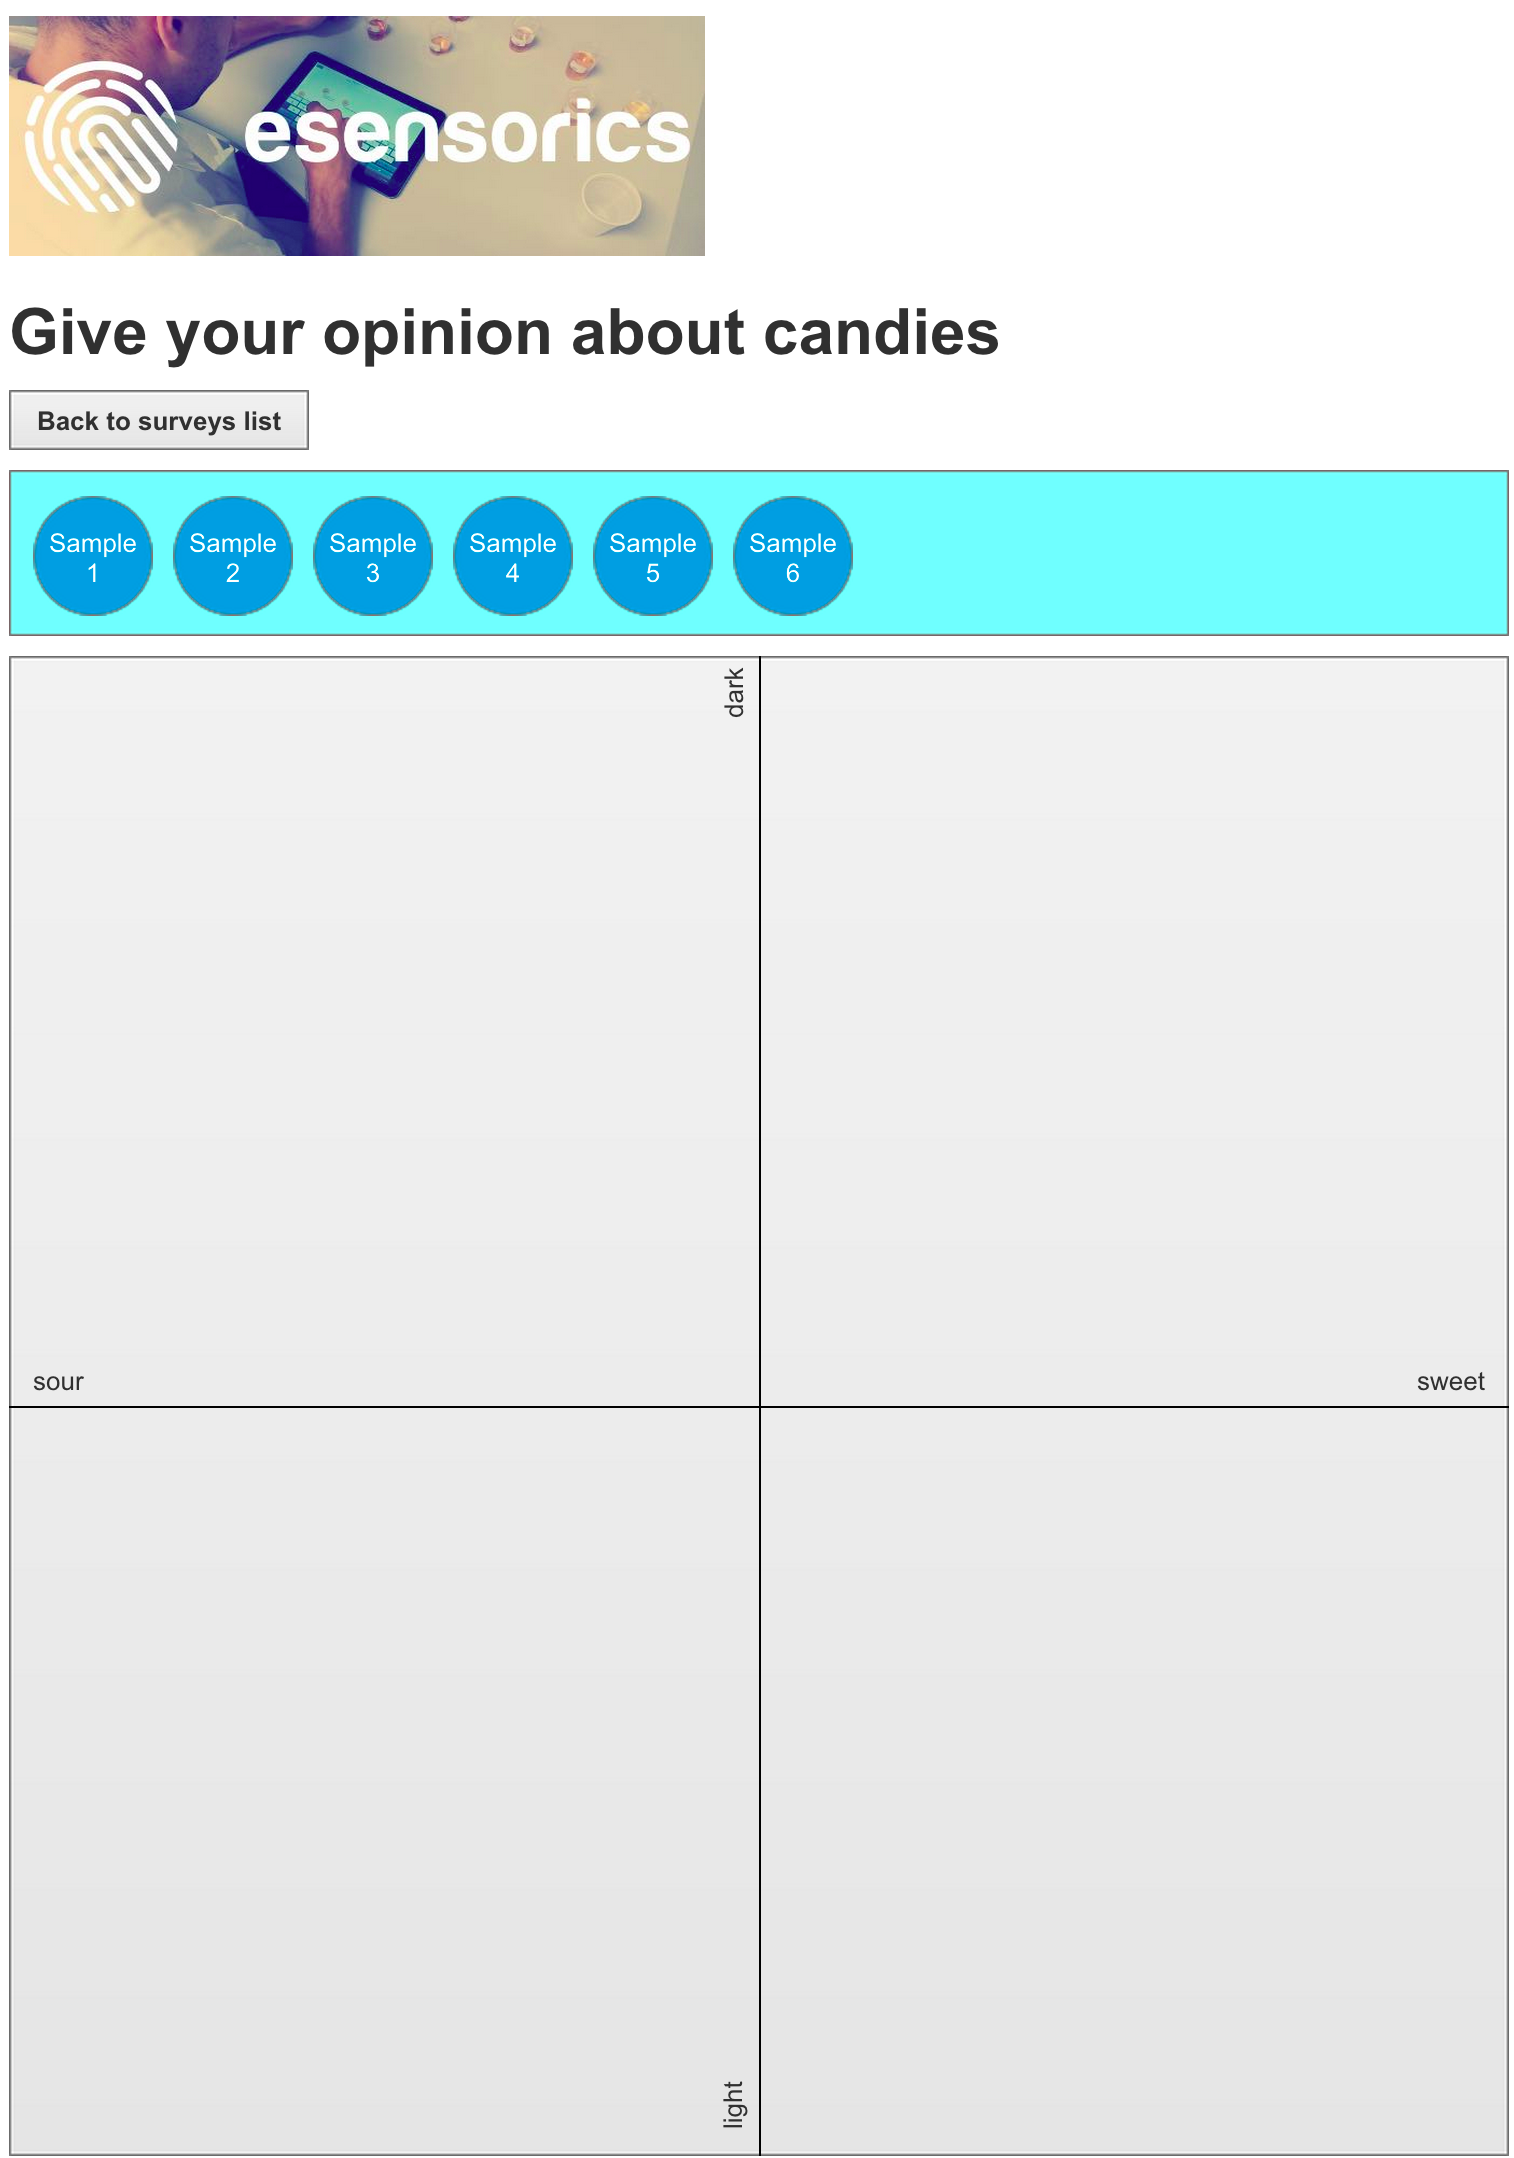 esensorics
Give your opinion about candies
Back to surveys list
Sample
1
Sample
2
Sample
3
Sample
4
Sample
5
Sample
6
dark
sour
sweet
light